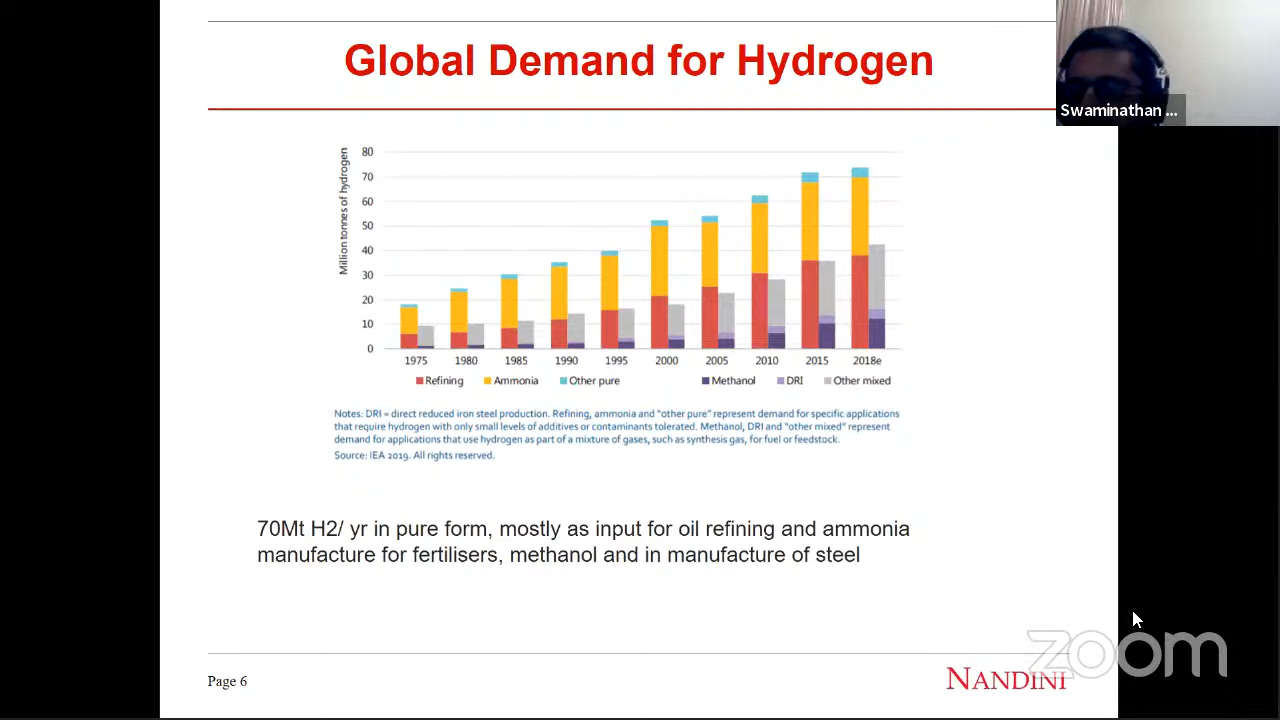 Global Demand for Hydrogen
Swaminathan ...
Million tonnes of hydrogen
80
70
60
50
40
30
20
10
0
1975 1980 1985 1990 1995 2000 2005 2010 2015 2018e
Refining Ammonia Other pure Methanol DRI Other mixed
Notes: DRI = direct reduced iron steel production. Refining, ammonia and "other pure" represent demand for specific applications
that require hydrogen with only small levels of additives or contaminants tolerated. Methanol, DRI and "other mixed" represent
demand for applications that use hydrogen as part of a mixture of gases, such as synthesis gas, for fuel or feedstock.
Source: IEA 2019. All rights reserved.
70Mt H2/ yr in pure form, mostly as input for oil refining and ammonia
manufacture for fertilisers, methanol and in manufacture of steel
zoom
Page 6
NANDINI